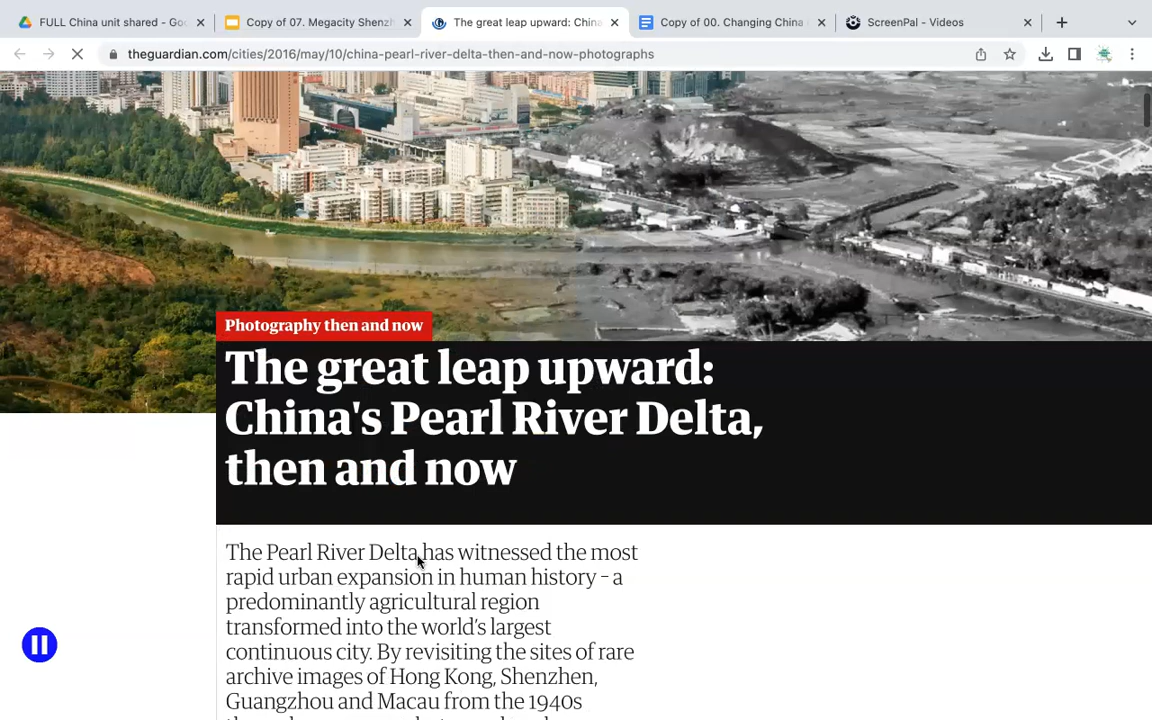 FULL China unit shared - Goo
Copy of 07. Megacity Shenzh
The great leap upward: China
Copy of 00. Changing China
ScreenPal - Videos
theguardian.com/cities/2016/may/10/china-pearl-river-delta-then-and-now-photographs
Photography then and now
The great leap upward:
China's Pearl River Delta,
then and now
The Pearl River Delta has witnessed the most
rapid urban expansion in human history – a
predominantly agricultural region
transformed into the world's largest
continuous city. By revisiting the sites of rare
archive images of Hong Kong, Shenzhen,
Guangzhou and Macau from the 1940s